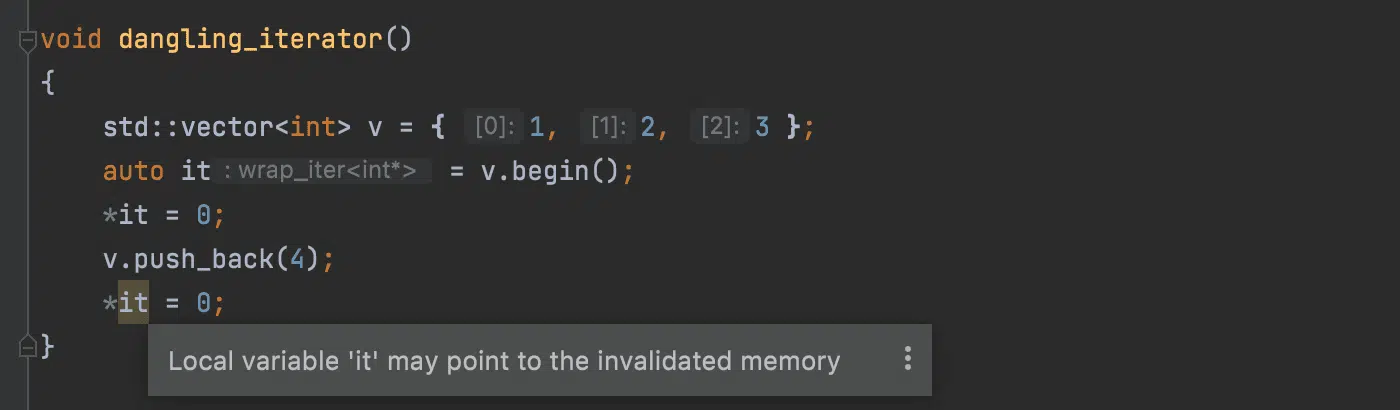 void dangling_iterator()
{
std::vector<int> v = { [0]: 1, [1]: 2, [2]: 3 };
auto it : wrap_iter<int*> = v.begin();
*it = 0;
v.push_back(4);
*it = 0;
}
Local variable 'it' may point to the invalidated memory